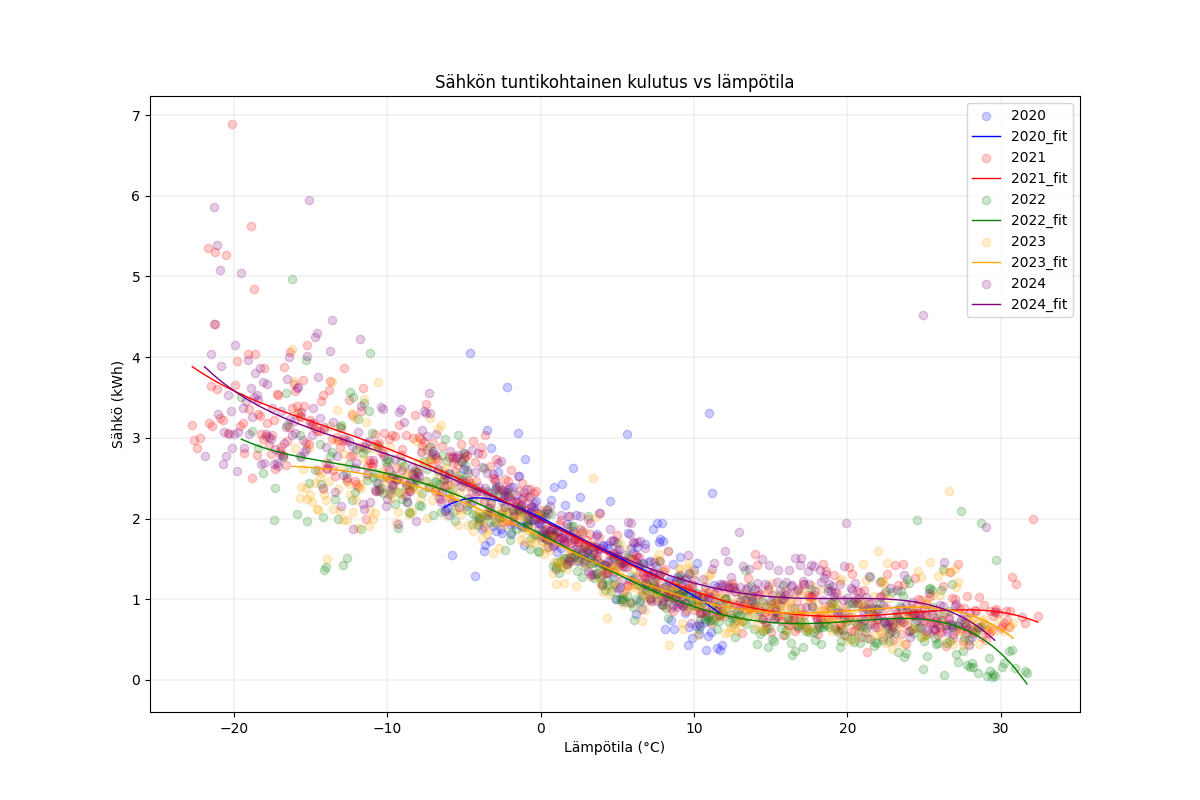 Sähkön tuntikohtainen kulutus vs lämpötila
7
6
5
4
3
2
1
0
Sähkö (kWh)
−20
−10
0
10
20
30
Lämpötila (°C)
2020
2020_fit
2021
2021_fit
2022
2022_fit
2023
2023_fit
2024
2024_fit